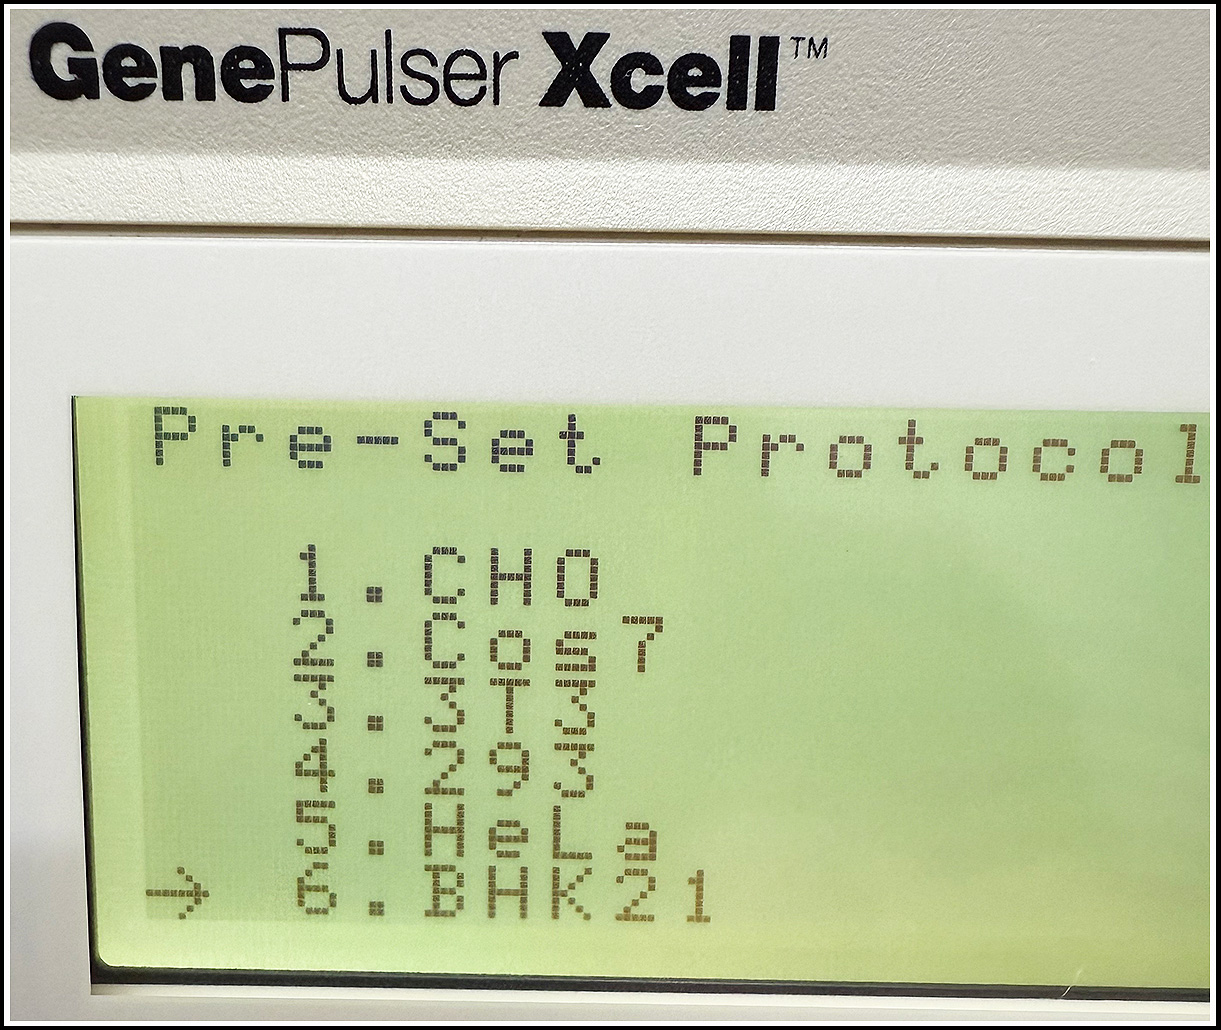 GenePulser Xcell™
Pre-Set Protocol
1.CHO
2.Cos7
3.3T3
4.293
5.HeLa
→ 6.BHK21